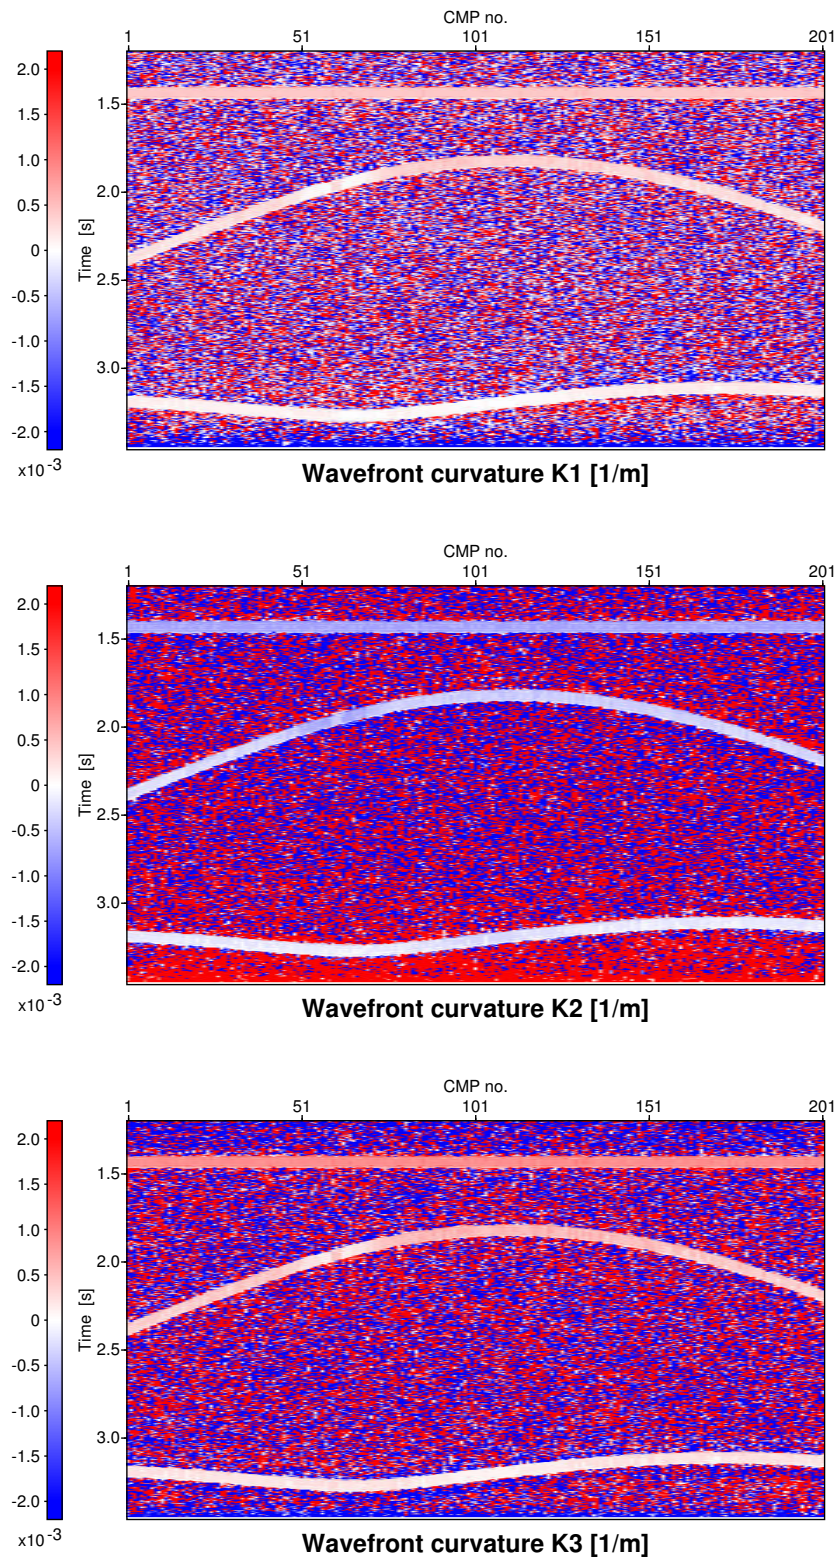 CMP no.
1 51 101 151 201
2.0
1.5
1.0
0.5
0
-0.5
-1.0
-1.5
-2.0
x10-3
Time [s]
1.5
2.0
2.5
3.0
Wavefront curvature K1 [1/m]
CMP no.
1 51 101 151 201
2.0
1.5
1.0
0.5
0
-0.5
-1.0
-1.5
-2.0
x10-3
Time [s]
1.5
2.0
2.5
3.0
Wavefront curvature K2 [1/m]
CMP no.
1 51 101 151 201
2.0
1.5
1.0
0.5
0
-0.5
-1.0
-1.5
-2.0
x10-3
Time [s]
1.5
2.0
2.5
3.0
Wavefront curvature K3 [1/m]